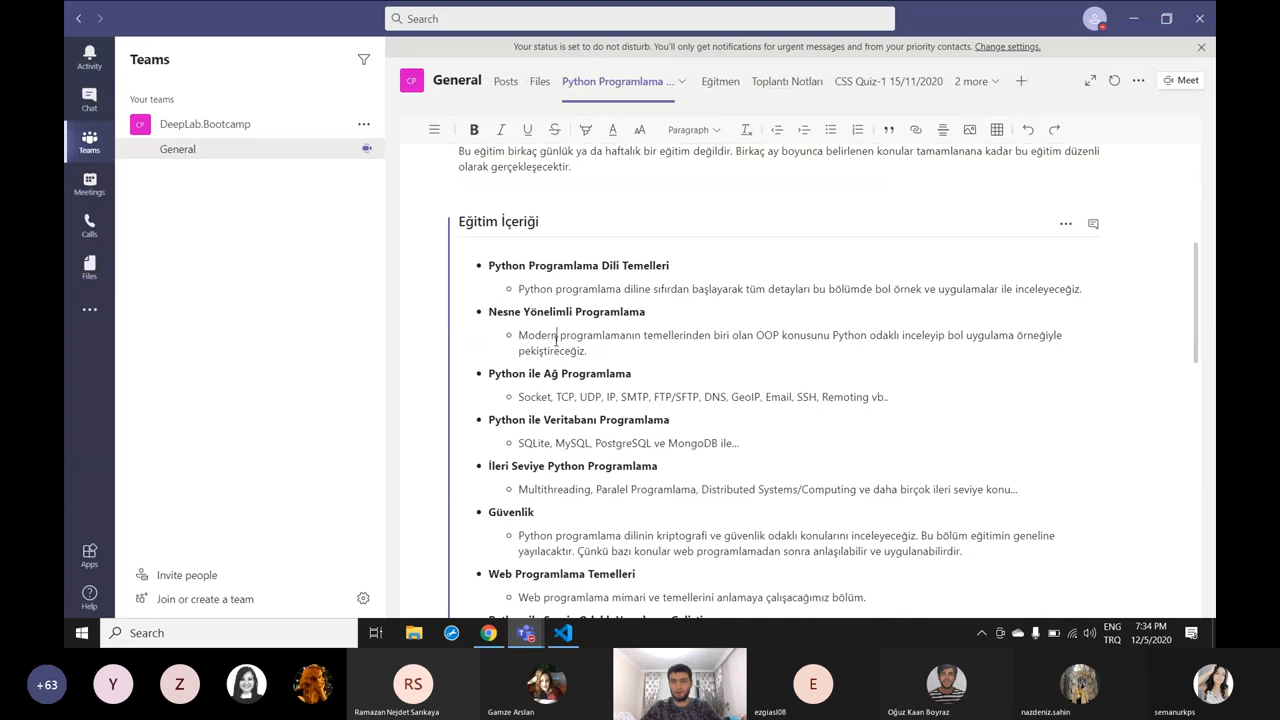 Search
Your status is set to do not disturb. You'll only get notifications for urgent messages and from your priority contacts. Change settings.
Activity
Chat
Teams
Meetings
Calls
Files
Apps
Help
Teams
Your teams
CP DeepLab.Bootcamp
General
Invite people
Join or create a team
CP General Posts Files Python Programlama ... Eğitmen Toplantı Notları CSS Quiz-1 15/11/2020 2 more Meet
Paragraph
Bu eğitim birkaç günlük ya da haftalık bir eğitim değildir. Birkaç ay boyunca belirlenen konular tamamlanana kadar bu eğitim düzenli
olarak gerçekleşecektir.
Eğitim İçeriği
Python Programlama Dili Temelleri
Python programlama diline sıfırdan başlayarak tüm detayları bu bölümde bol örnek ve uygulamalar ile inceleyeceğiz.
Nesne Yönelimli Programlama
Modern programlamanın temellerinden biri olan OOP konusunu Python odaklı inceleyip bol uygulama örneğiyle
pekiştireceğiz.
Python ile Ağ Programlama
Socket, TCP, UDP, IP, SMTP, FTP/SFTP, DNS, GeoIP, Email, SSH, Remoting vb..
Python ile Veritabanı Programlama
SQLite, MySQL, PostgreSQL ve MongoDB ile...
İleri Seviye Python Programlama
Multithreading, Paralel Programlama, Distributed Systems/Computing ve daha birçok ileri seviye konu...
Güvenlik
Python programlama dilinin kriptografi ve güvenlik odaklı konularını inceleyeceğiz. Bu bölüm eğitimin geneline
yayılacaktır. Çünkü bazı konular web programlamadan sonra anlaşılabilir ve uygulanabilirdir.
Web Programlama Temelleri
Web programlama mimari ve temellerini anlamaya çalışacağımız bölüm.
Search
ENG
TRQ
7:34 PM
12/5/2020
+63
Y
Z
RS
E
Ramazan Nejdet Sarıkaya
Gamze Arslan
ezgiasl08
Oğuz Kaan Boyraz
nazdeniz.sahin
semanurkps